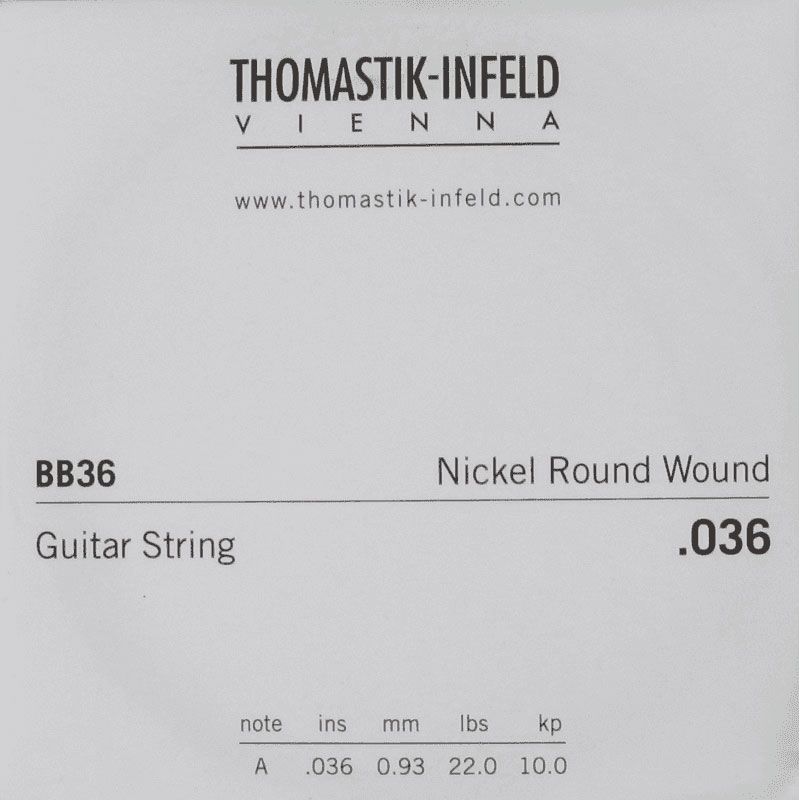 THOMASTIK-INFELD
VIENNA
www.thomastik-infeld.com
BB36 Nickel Round Wound
Guitar String .036
note ins mm lbs kp
A .036 0.93 22.0 10.0